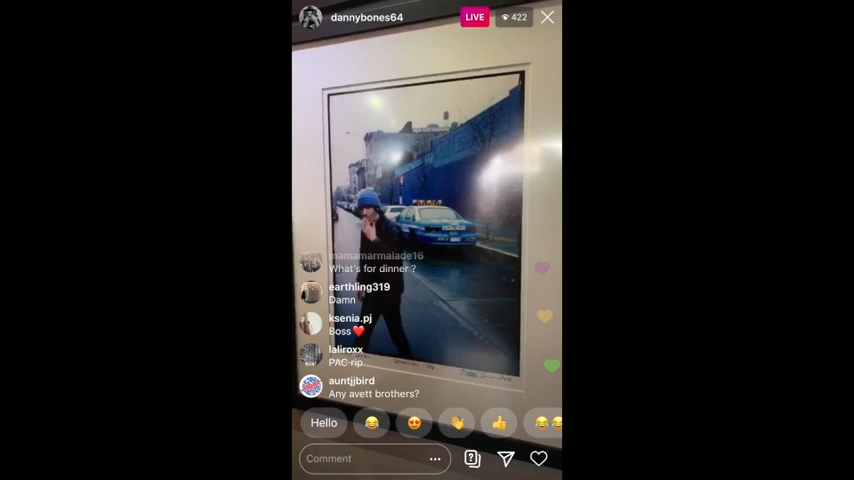 dannybones64
LIVE
422
mamamarmalade16
What's for dinner ?
earthling319
Damn
ksenia.pj
Boss❤️
laliroxx
PAC rip
auntjjbird
Any avett brothers?
Hello
Comment